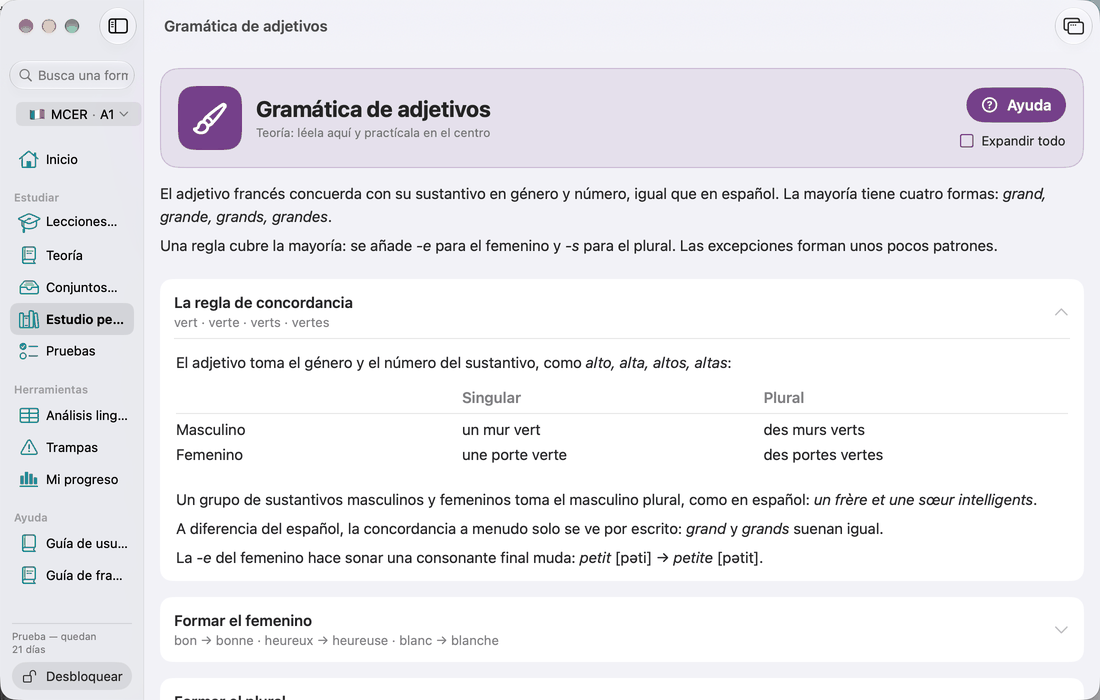 Gramática de adjetivos
Busca una forn
MCER · A1
Inicio
Estudiar
Lecciones...
Teoría
Conjuntos...
Estudio pe...
Pruebas
Herramientas
Análisis ling...
Trampas
Mi progreso
Ayuda
Guía de usu...
Guía de fra...
Prueba — quedan
21 días
Desbloquear
Gramática de adjetivos
Teoría: léela aquí y practícala en el centro
Ayuda
Expandir todo
El adjetivo francés concuerda con su sustantivo en género y número, igual que en español. La mayoría tiene cuatro formas: grand,
grande, grands, grandes.
Una regla cubre la mayoría: se añade -e para el femenino y -s para el plural. Las excepciones forman unos pocos patrones.
La regla de concordancia
vert · verte · verts · vertes
El adjetivo toma el género y el número del sustantivo, como alto, alta, altos, altas:
Singular Plural
Masculino un mur vert des murs verts
Femenino une porte verte des portes vertes
Un grupo de sustantivos masculinos y femeninos toma el masculino plural, como en español: un frère et une sœur intelligents.
A diferencia del español, la concordancia a menudo solo se ve por escrito: grand y grands suenan igual.
La -e del femenino hace sonar una consonante final muda: petit [pəti] → petite [pətit].
Formar el femenino
bon → bonne · heureux → heureuse · blanc → blanche
Formar el plural